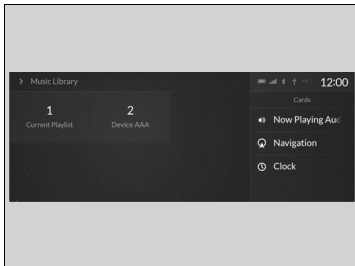 Music Library
12:00
1
Current Playlist
2
Device AAA
Cards
Now Playing Aud
Navigation
Clock